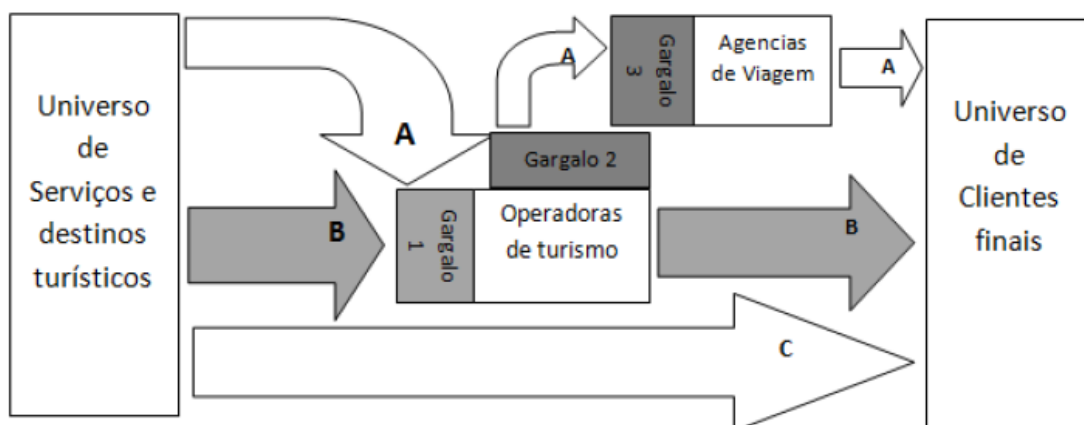 Universo
de
Serviços e
destinos
turísticos
A
B
Gargalo
1
Gargalo 2
Operadoras
de turismo
A
Gargalo
3
Agencias
de Viagem
A
B
C
Universo
de
Clientes
finais